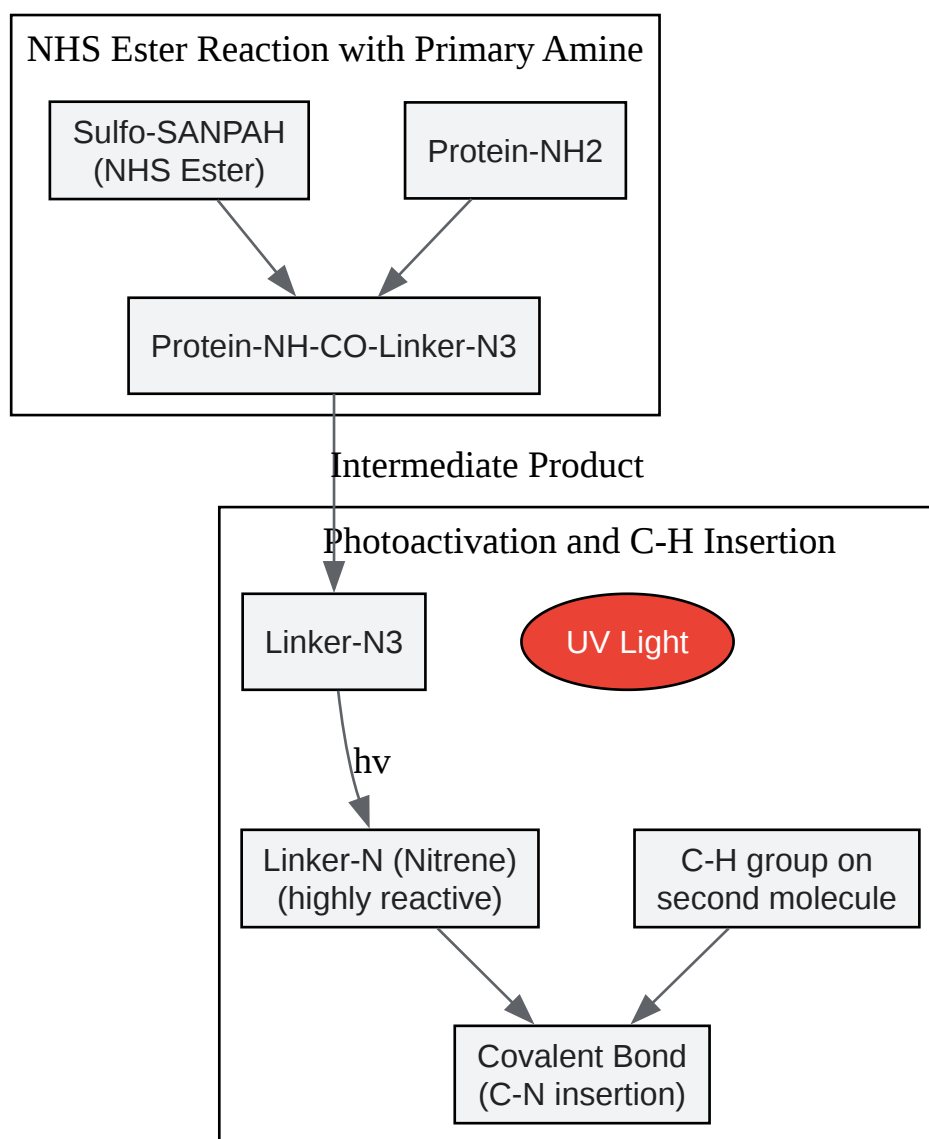 NHS Ester Reaction with Primary Amine
Sulfo-SANPAH
(NHS Ester)
Protein-NH2
Protein-NH-CO-Linker-N3
Intermediate Product
Photoactivation and C-H Insertion
Linker-N3
UV Light
hv
Linker-N (Nitrene)
(highly reactive)
C-H group on
second molecule
Covalent Bond
(C-N insertion)